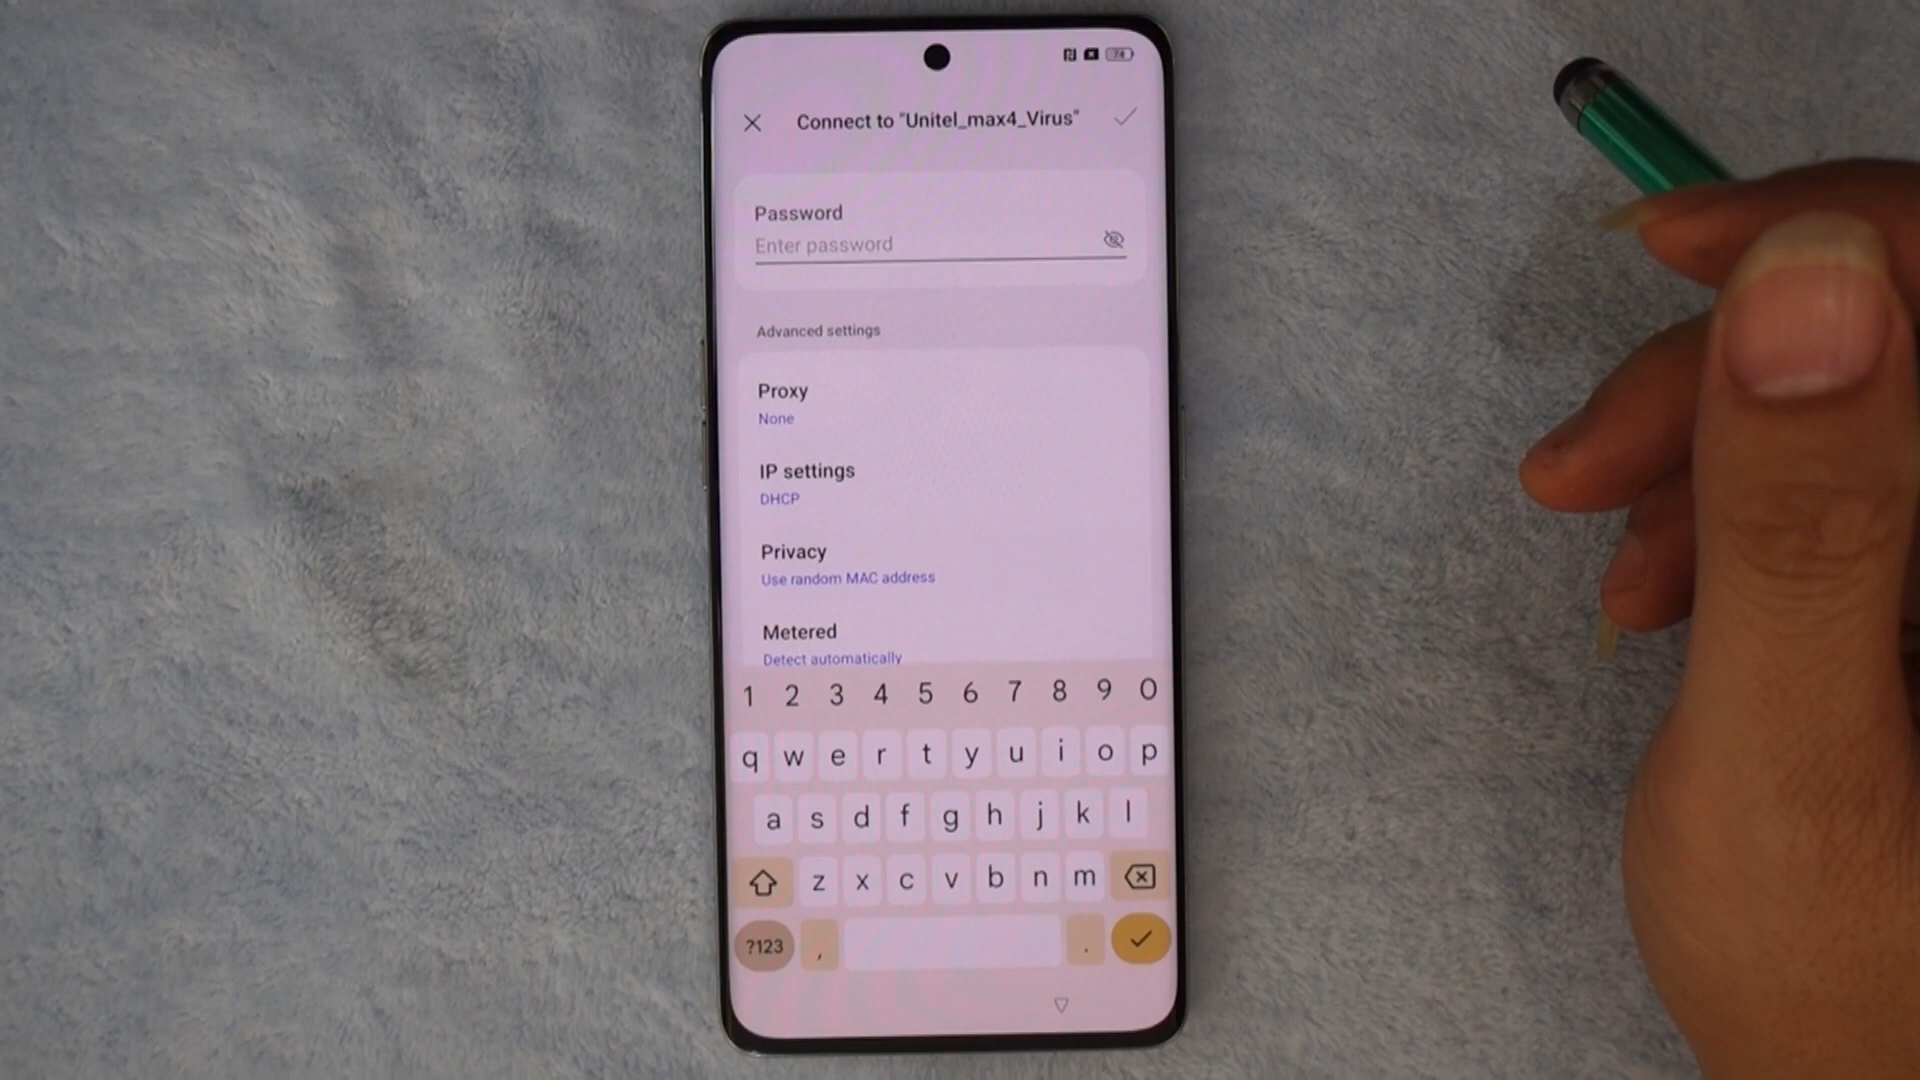 74
Connect to "Unitel_max4_Virus"
Password
Enter password
Advanced settings
Proxy
None
IP settings
DHCP
Privacy
Use random MAC address
Metered
Detect automatically
1 2 3 4 5 6 7 8 9 0
q w e r t y u i o p
a s d f g h j k l
z x c v b n m
?123 , .